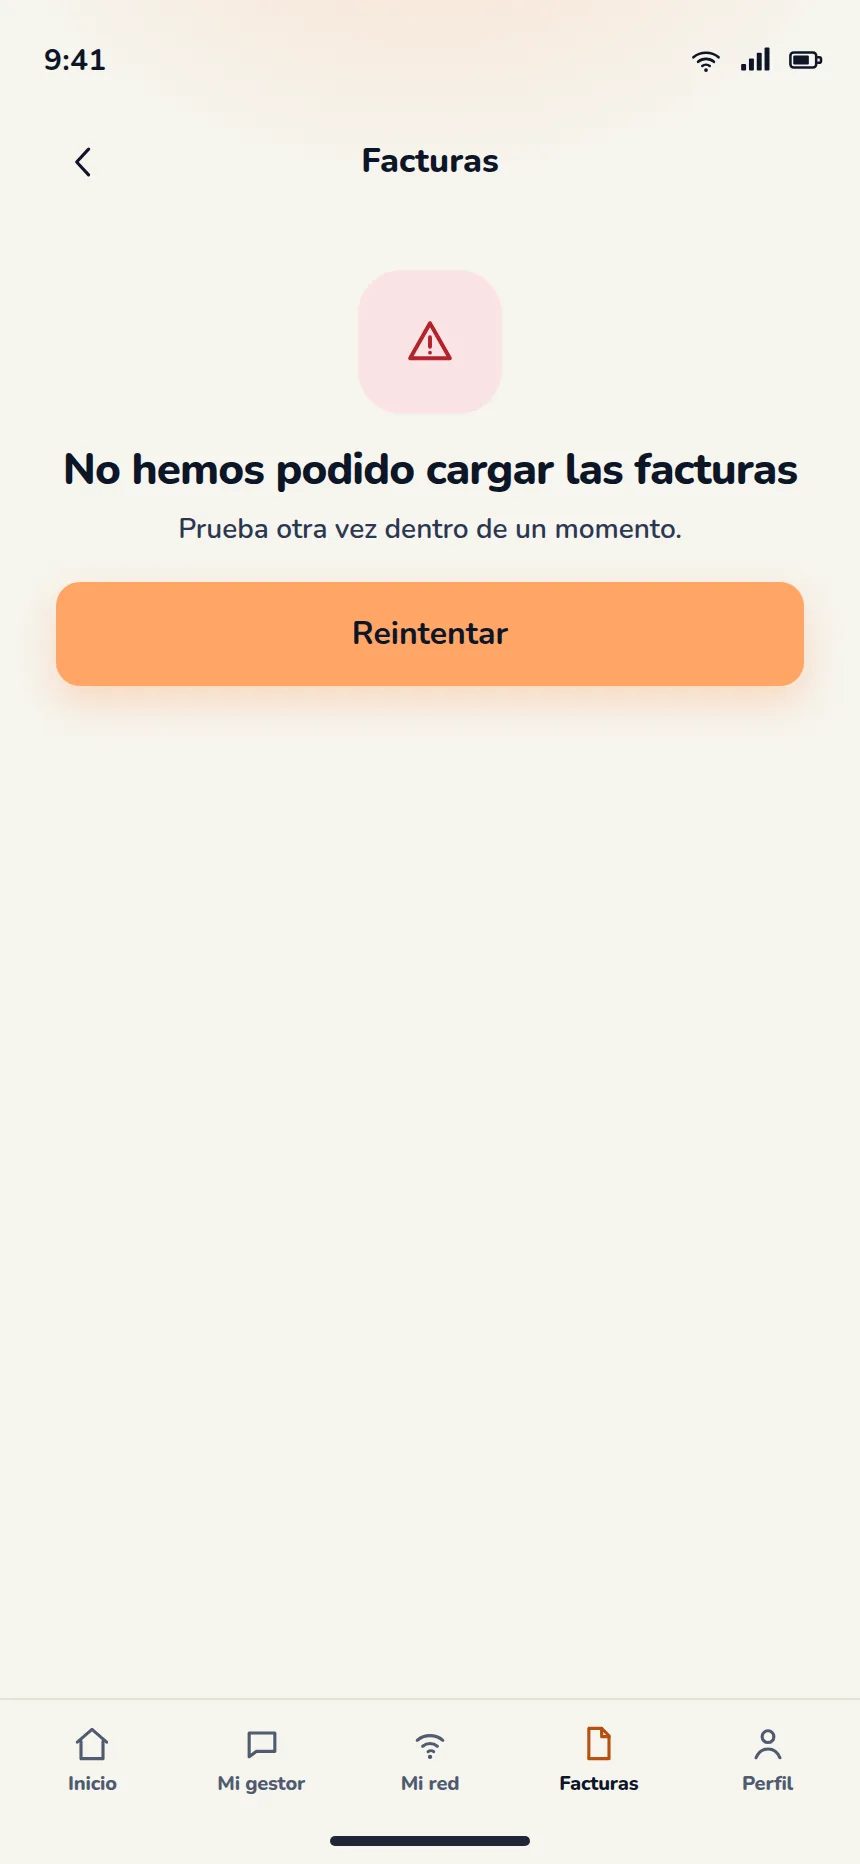 9:41
Facturas
No hemos podido cargar las facturas
Prueba otra vez dentro de un momento.
Reintentar
Inicio
Mi gestor
Mi red
Facturas
Perfil